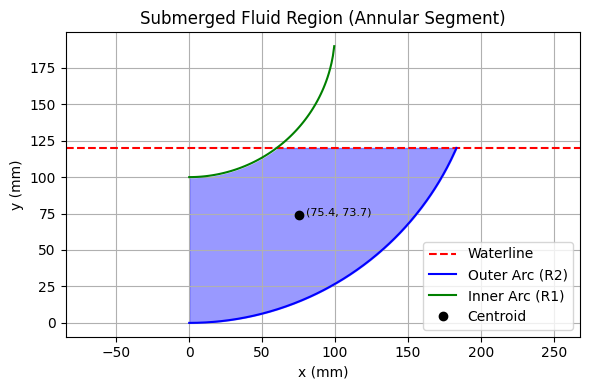 Submerged Fluid Region (Annular Segment)
175
150
125
100
75
50
25
0
y (mm)
(75.4, 73.7)
Waterline
Outer Arc (R2)
Inner Arc (R1)
Centroid
−50
0
50
100
150
200
250
x (mm)